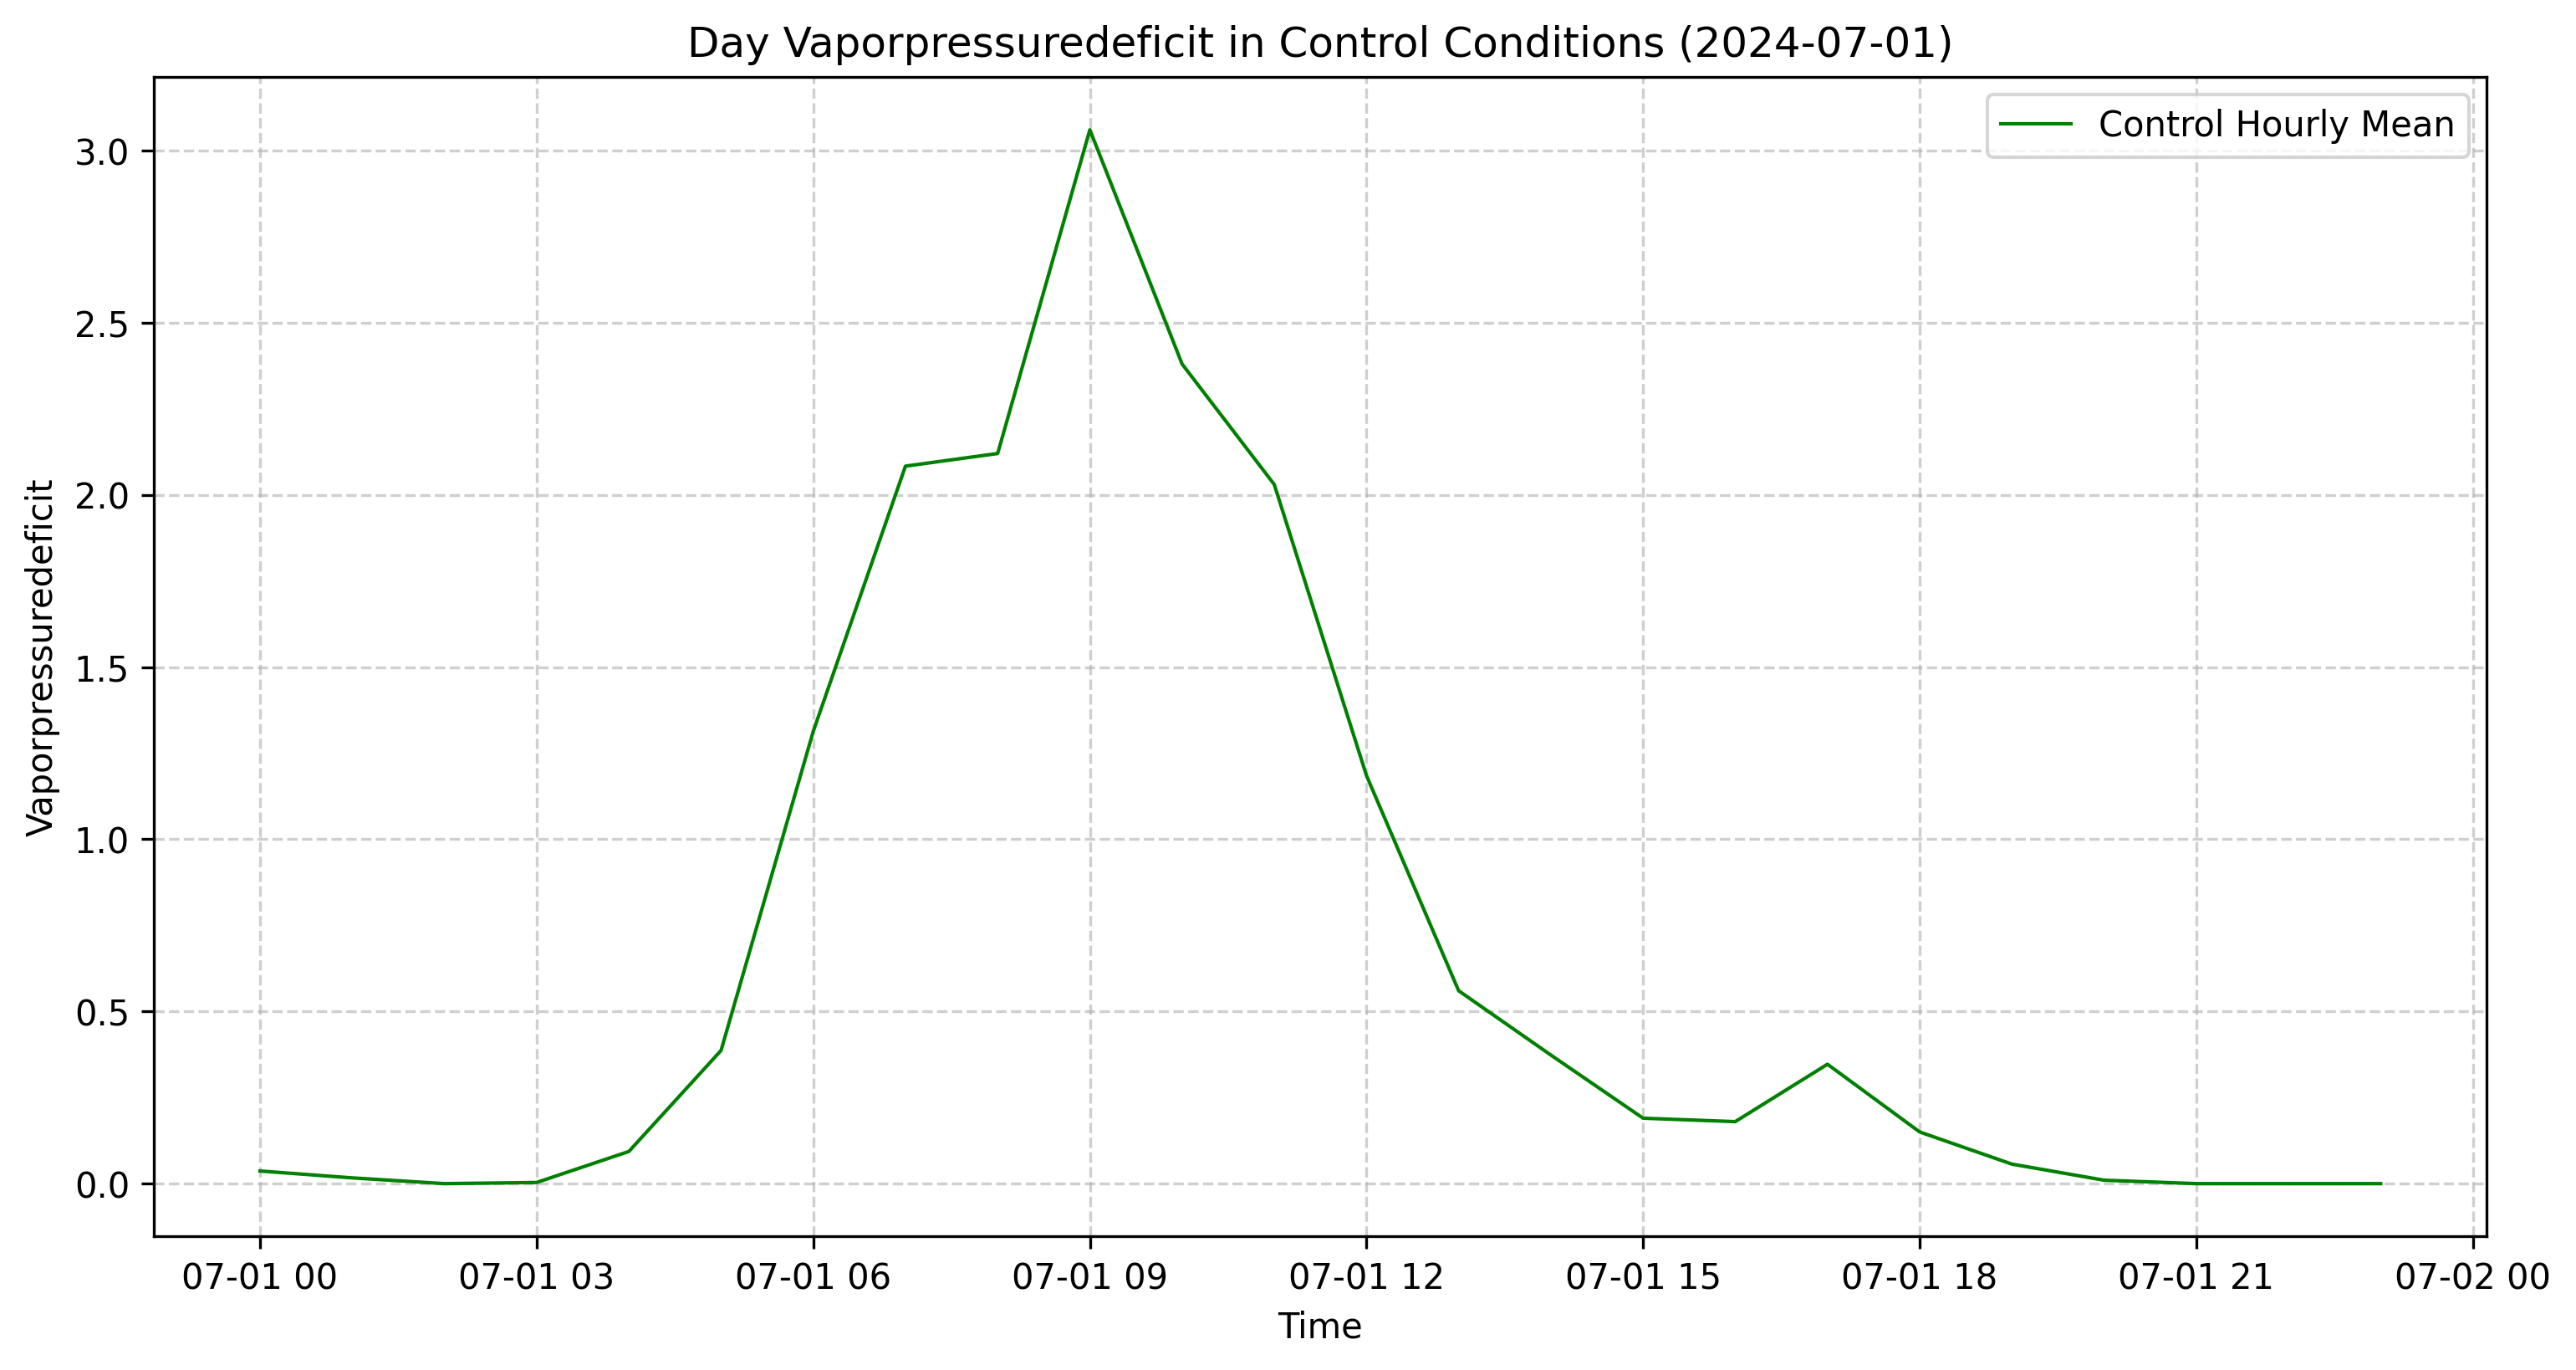 Day Vaporpressuredeficit in Control Conditions (2024-07-01)
Control Hourly Mean
Vaporpressuredeficit
3.0
2.5
2.0
1.5
1.0
0.5
0.0
07-01 00 07-01 03 07-01 06 07-01 09 07-01 12 07-01 15 07-01 18 07-01 21 07-02 00
Time